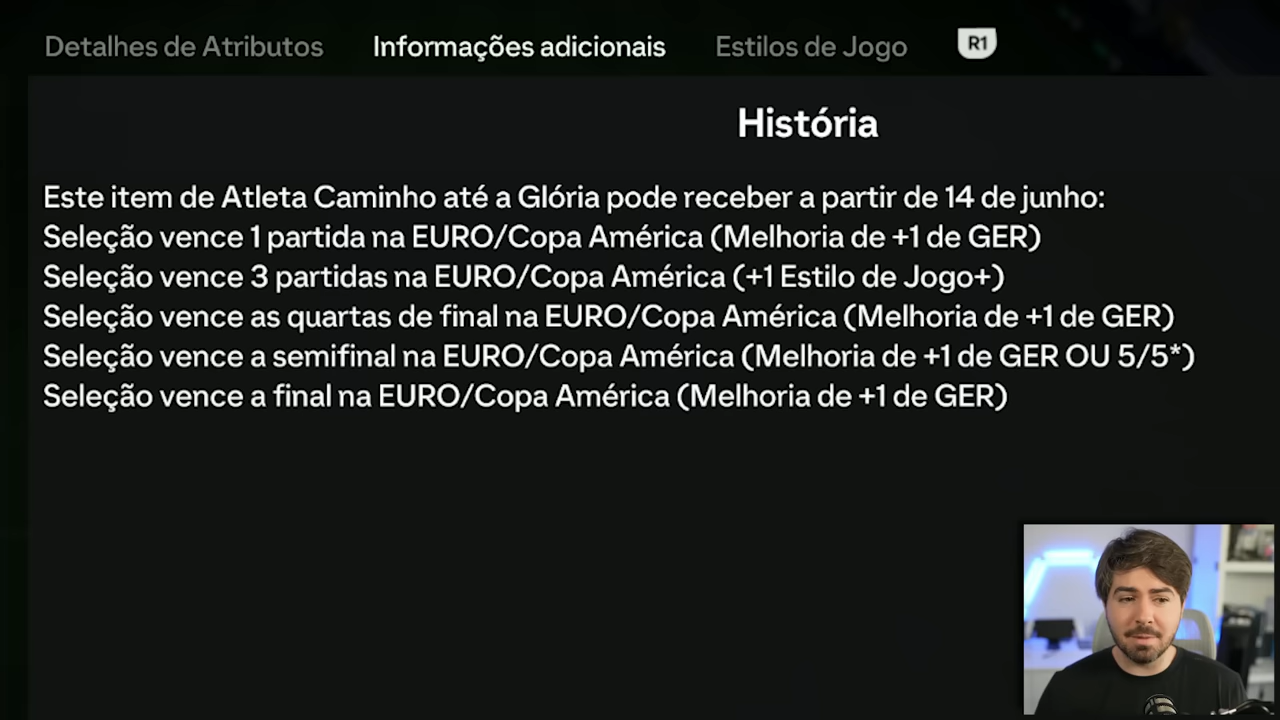 Detalhes de Atributos Informações adicionais Estilos de Jogo R1
História
Este item de Atleta Caminho até a Glória pode receber a partir de 14 de junho:
Seleção vence 1 partida na EURO/Copa América (Melhoria de +1 de GER)
Seleção vence 3 partidas na EURO/Copa América (+1 Estilo de Jogo+)
Seleção vence as quartas de final na EURO/Copa América (Melhoria de +1 de GER)
Seleção vence a semifinal na EURO/Copa América (Melhoria de +1 de GER OU 5/5*)
Seleção vence a final na EURO/Copa América (Melhoria de +1 de GER)